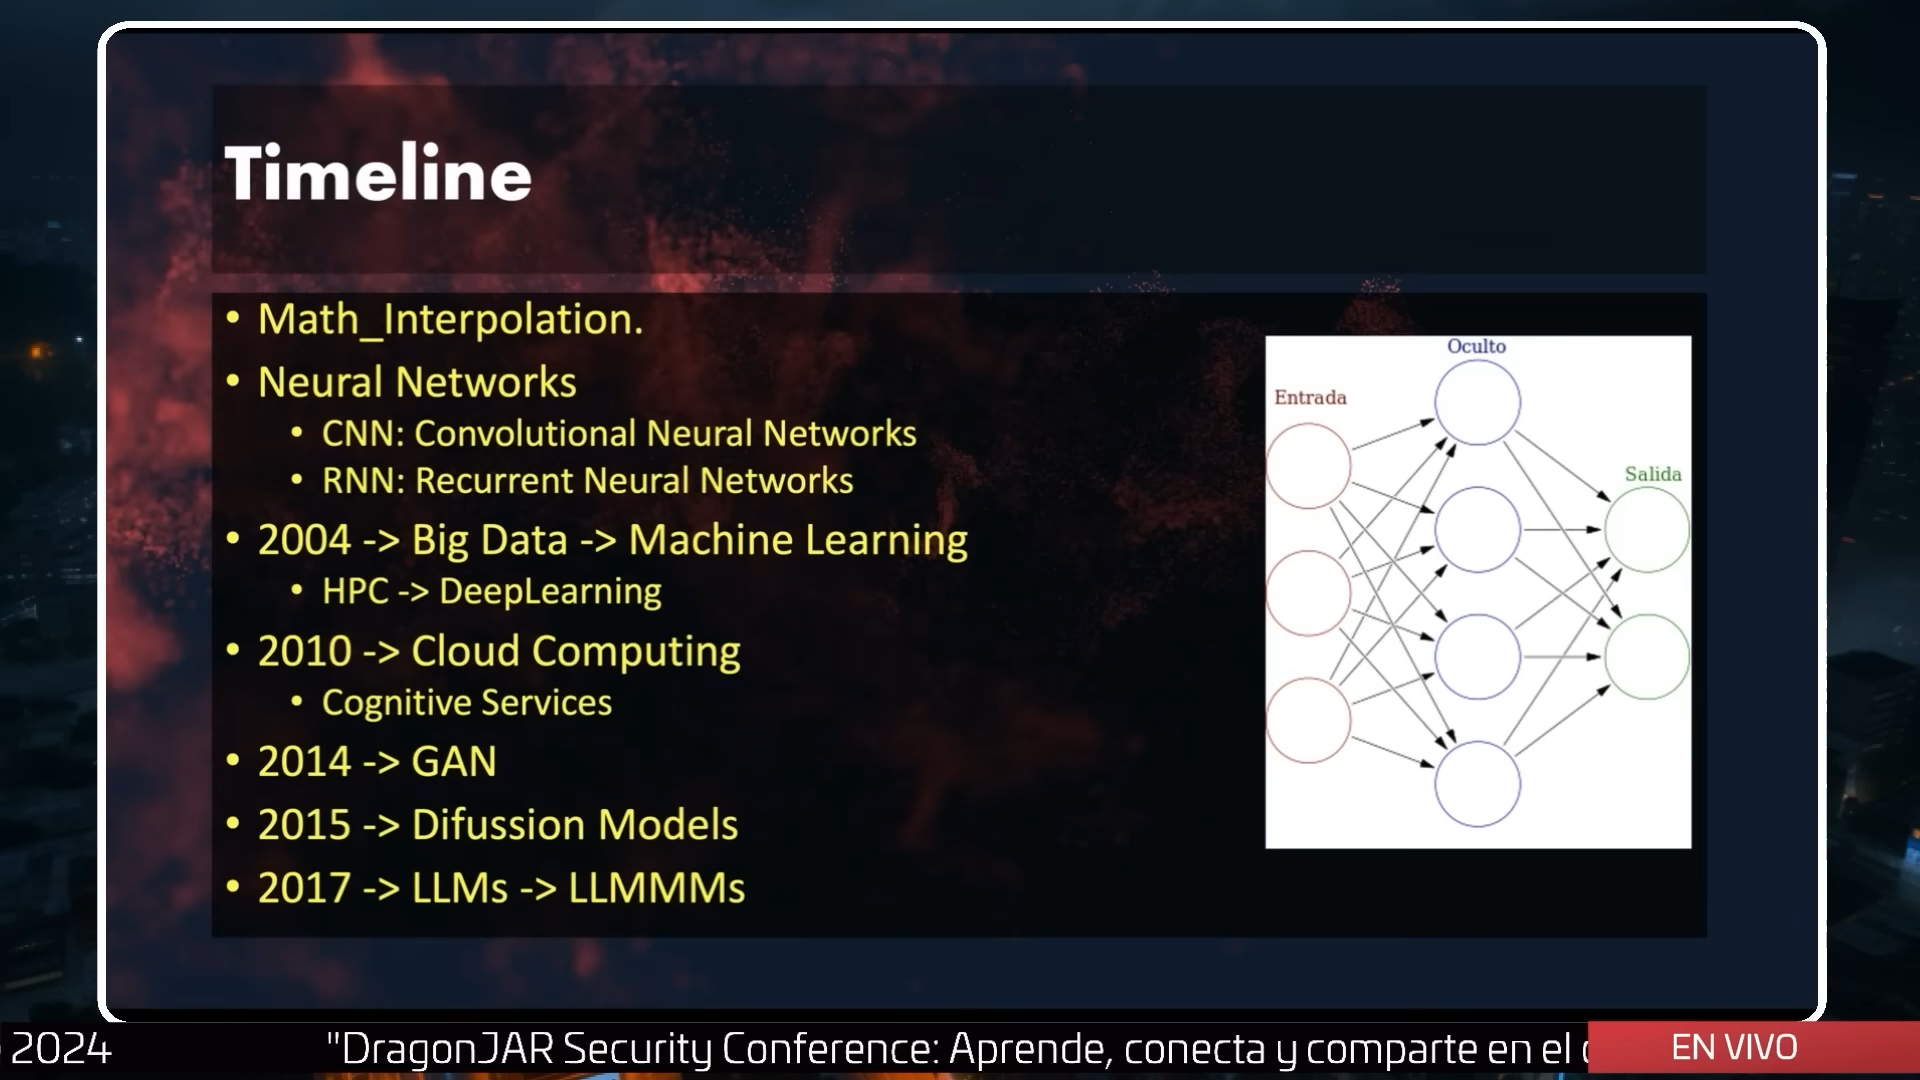 Timeline
• Math_Interpolation.
• Neural Networks
• CNN: Convolutional Neural Networks
• RNN: Recurrent Neural Networks
• 2004 -> Big Data -> Machine Learning
• HPC -> DeepLearning
• 2010 -> Cloud Computing
• Cognitive Services
• 2014 -> GAN
• 2015 -> Difussion Models
• 2017 -> LLMs -> LLMMMs
Oculto
Entrada
Salida
2024 "DragonJAR Security Conference: Aprende, conecta y comparte en el
EN VIVO